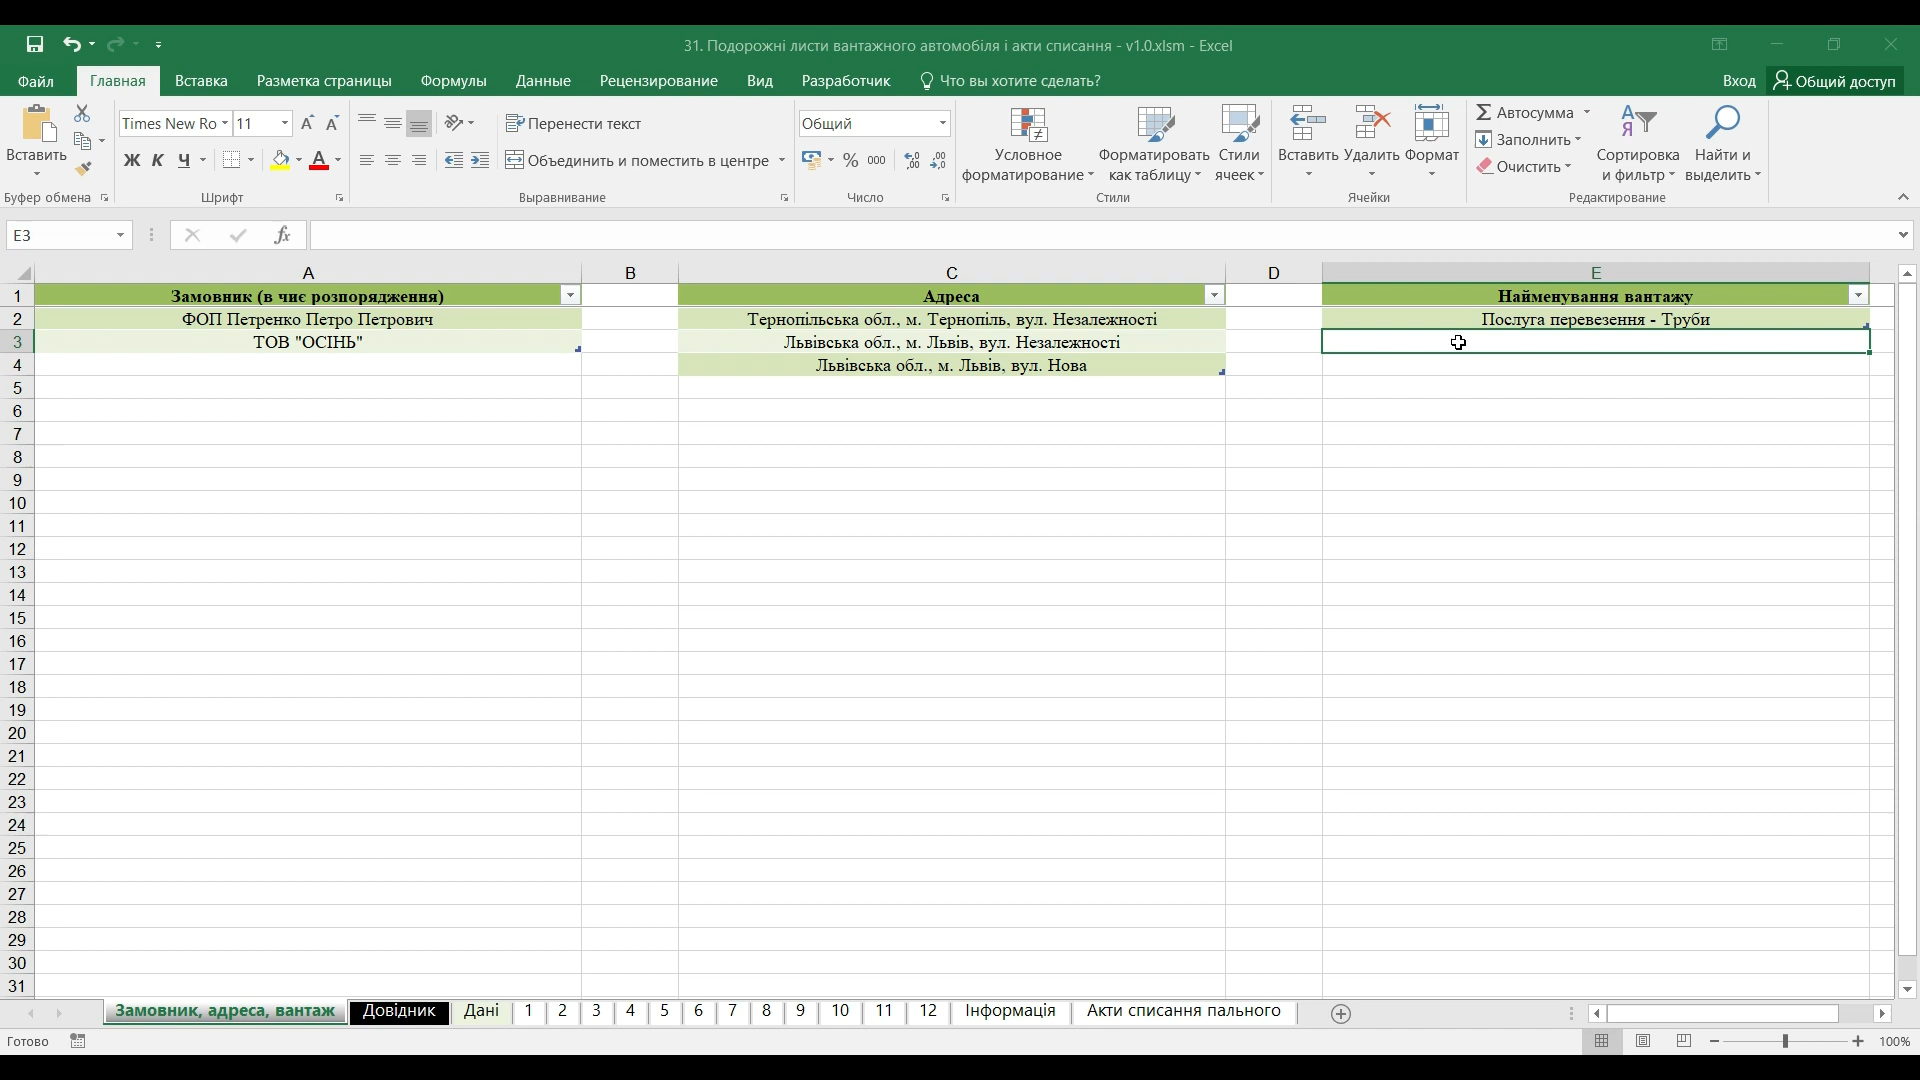 31. Подорожні листи вантажного автомобіля і акти списання - v1.0.xlsm - Excel
Файл Главная Вставка Разметка страницы Формулы Данные Рецензирование Вид Разработчик Что вы хотите сделать? Вход Общий доступ
Times New Ro 11
Перенести текст
Общий
Автосумма
Вставить
Ж К Ч
А
Объединить и поместить в центре
% 000
Условное форматирование
Форматировать как таблицу
Стили ячеек
Вставить Удалить Формат
Заполнить
Очистить
Сортировка и фильтр
Найти и выделить
Буфер обмена Шрифт Выравнивание Число Стили Ячейки Редактирование
E3 fx
A B C D E
1 Замовник (в чиє розпорядження) Адреса Найменування вантажу
2 ФОП Петренко Петро Петрович Тернопільська обл., м. Тернопіль, вул. Незалежності Послуга перевезення - Труби
3 ТОВ "ОСІНЬ" Львівська обл., м. Львів, вул. Незалежності
4 Львівська обл., м. Львів, вул. Нова
5
6
7
8
9
10
11
12
13
14
15
16
17
18
19
20
21
22
23
24
25
26
27
28
29
30
31
Замовник, адреса, вантаж Довідник Дані 1 2 3 4 5 6 7 8 9 10 11 12 Інформація Акти списання пального
Готово 100%